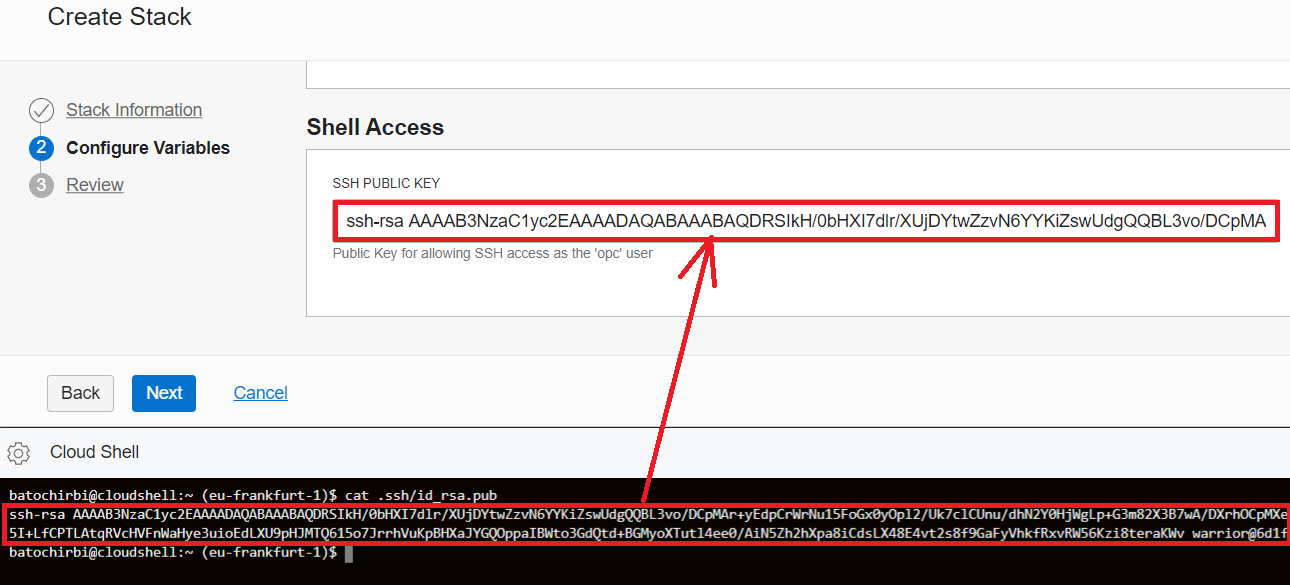 Create Stack
Stack Information
2 Configure Variables
3 Review
Shell Access
SSH PUBLIC KEY
ssh-rsa AAAAB3NzaC1yc2EAAAADAQABAAABAQDRSIkH/0bHXI7dlr/XUjDYtwZzvN6YYKiZswUdgQQBL3vo/DCpMA
Public Key for allowing SSH access as the 'opc' user
Back Next Cancel
Cloud Shell
batochirbi@cloudshell:~ (eu-frankfurt-1)$ cat .ssh/id_rsa.pub
ssh-rsa AAAAB3NzaC1yc2EAAAADAQABAAABAQDRSIkH/0bHXI7dlr/XUjDYtwZzvN6YYKiZswUdgQQBL3vo/DCpMAr+yEdpCrWrNu15FoGx0yOpl2/Uk7clCUnu/dhN2Y0HjWgLp+G3m82X3B7wA/DXrhOCpMXe
5I+LfCPTLAtqRVcHVFnWaHye3uioEdLXU9pHJMTQ615o7JrrhVuKpBHXaJYGQOppaIBWto3GdQtd+BGMyoXTutl4ee0/AiN5Zh2hXpa8iCdsLX48E4vt2s8f9GaFyVhkfRxvRW56Kzi8teraKWv warrior@6d1f
batochirbi@cloudshell:~ (eu-frankfurt-1)$